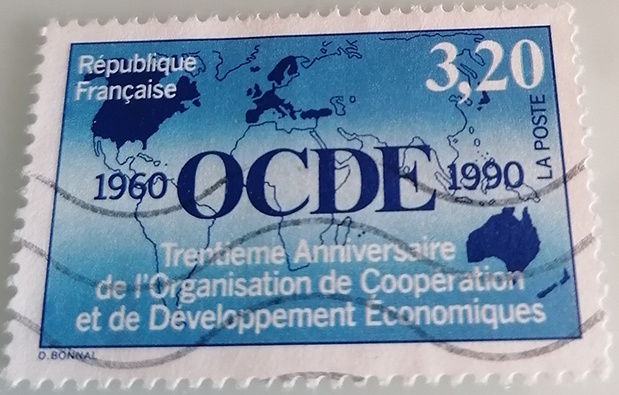 République
Française
3,20
LA POSTE
1960 OCDE 1990
Trentième Anniversaire
de l'Organisation de Coopération
et de Développement Économiques
D. BONNAL